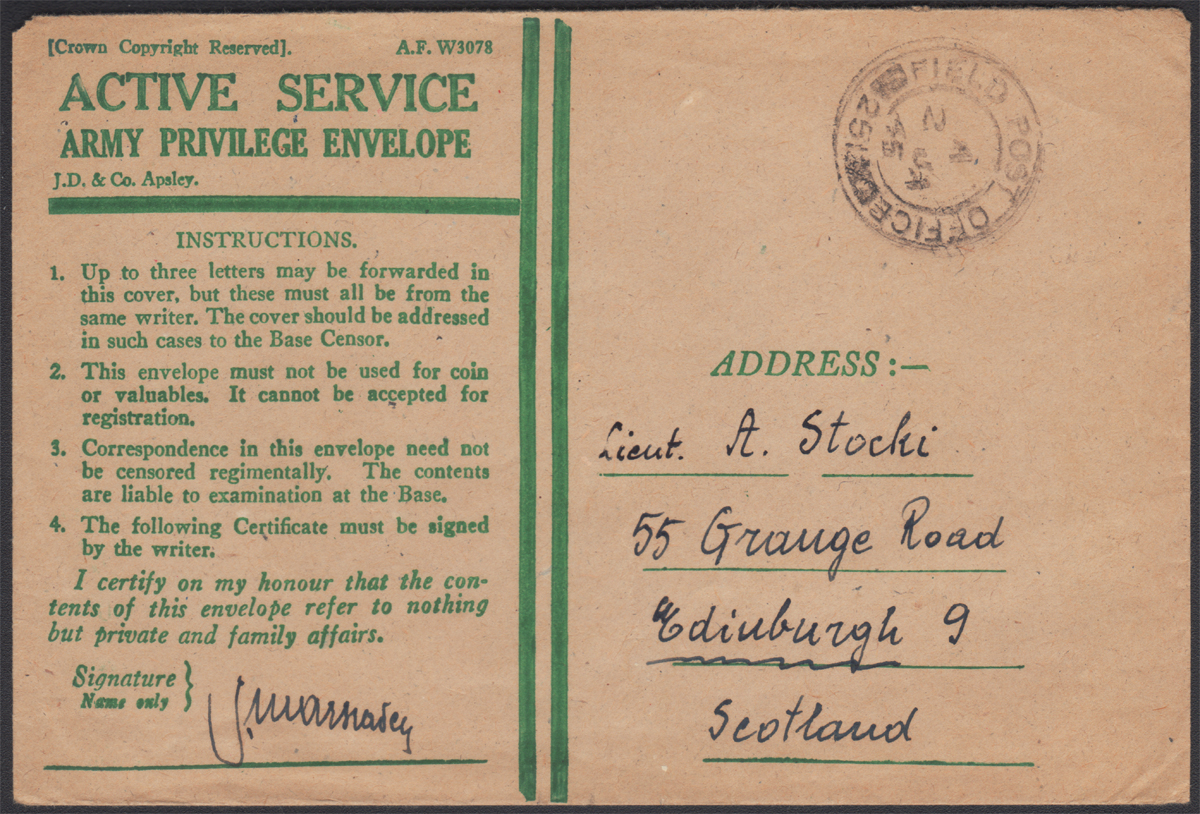 [Crown Copyright Reserved]. A.F. W3078
ACTIVE SERVICE
ARMY PRIVILEGE ENVELOPE
J.D. & Co. Apsley.
INSTRUCTIONS.
1. Up to three letters may be forwarded in
this cover, but these must all be from the
same writer. The cover should be addressed
in such cases to the Base Censor.
2. This envelope must not be used for coin
or valuables. It cannot be accepted for
registration.
3. Correspondence in this envelope need not
be censored regimentally. The contents
are liable to examination at the Base.
4. The following Certificate must be signed
by the writer.
I certify on my honour that the con-
tents of this envelope refer to nothing
but private and family affairs.
Signature }
Name only
FIELD POST OFFICE
ADDRESS :—
Lieut. A. Stocki
55 Grange Road
Edinburgh 9
Scotland